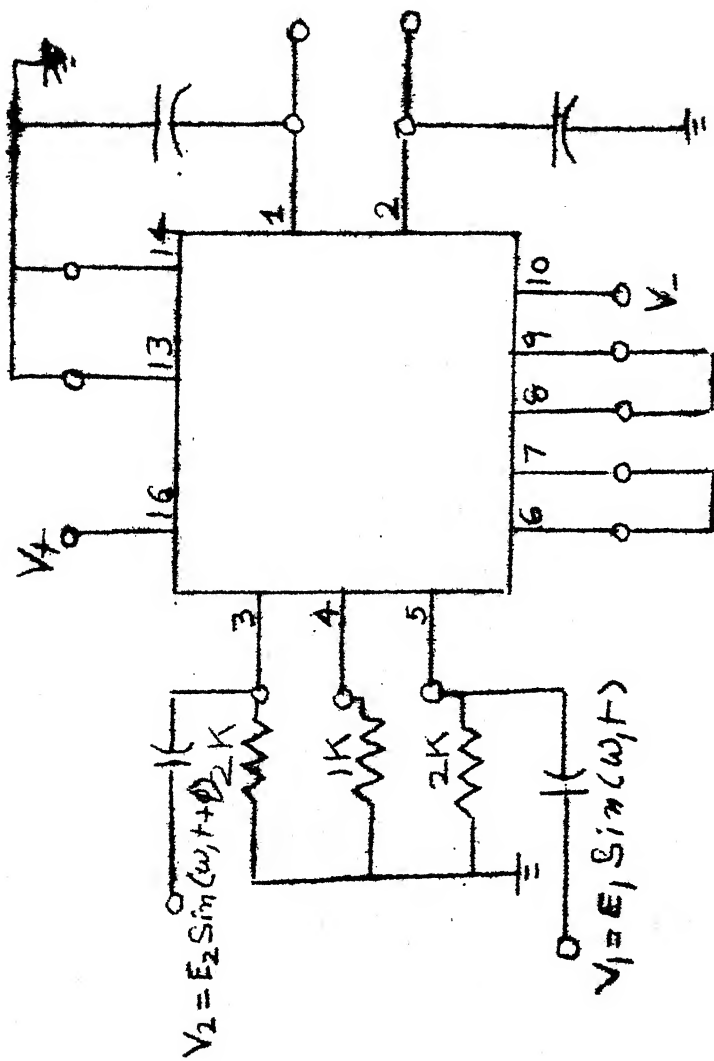 V+
16
13
14
1
2
3
4
5
6
7
8
9
10
V-
2K
1K
2K
V2 = E2 Sin(ω1t+φ)
V1 = E1 Sin(ω1t)